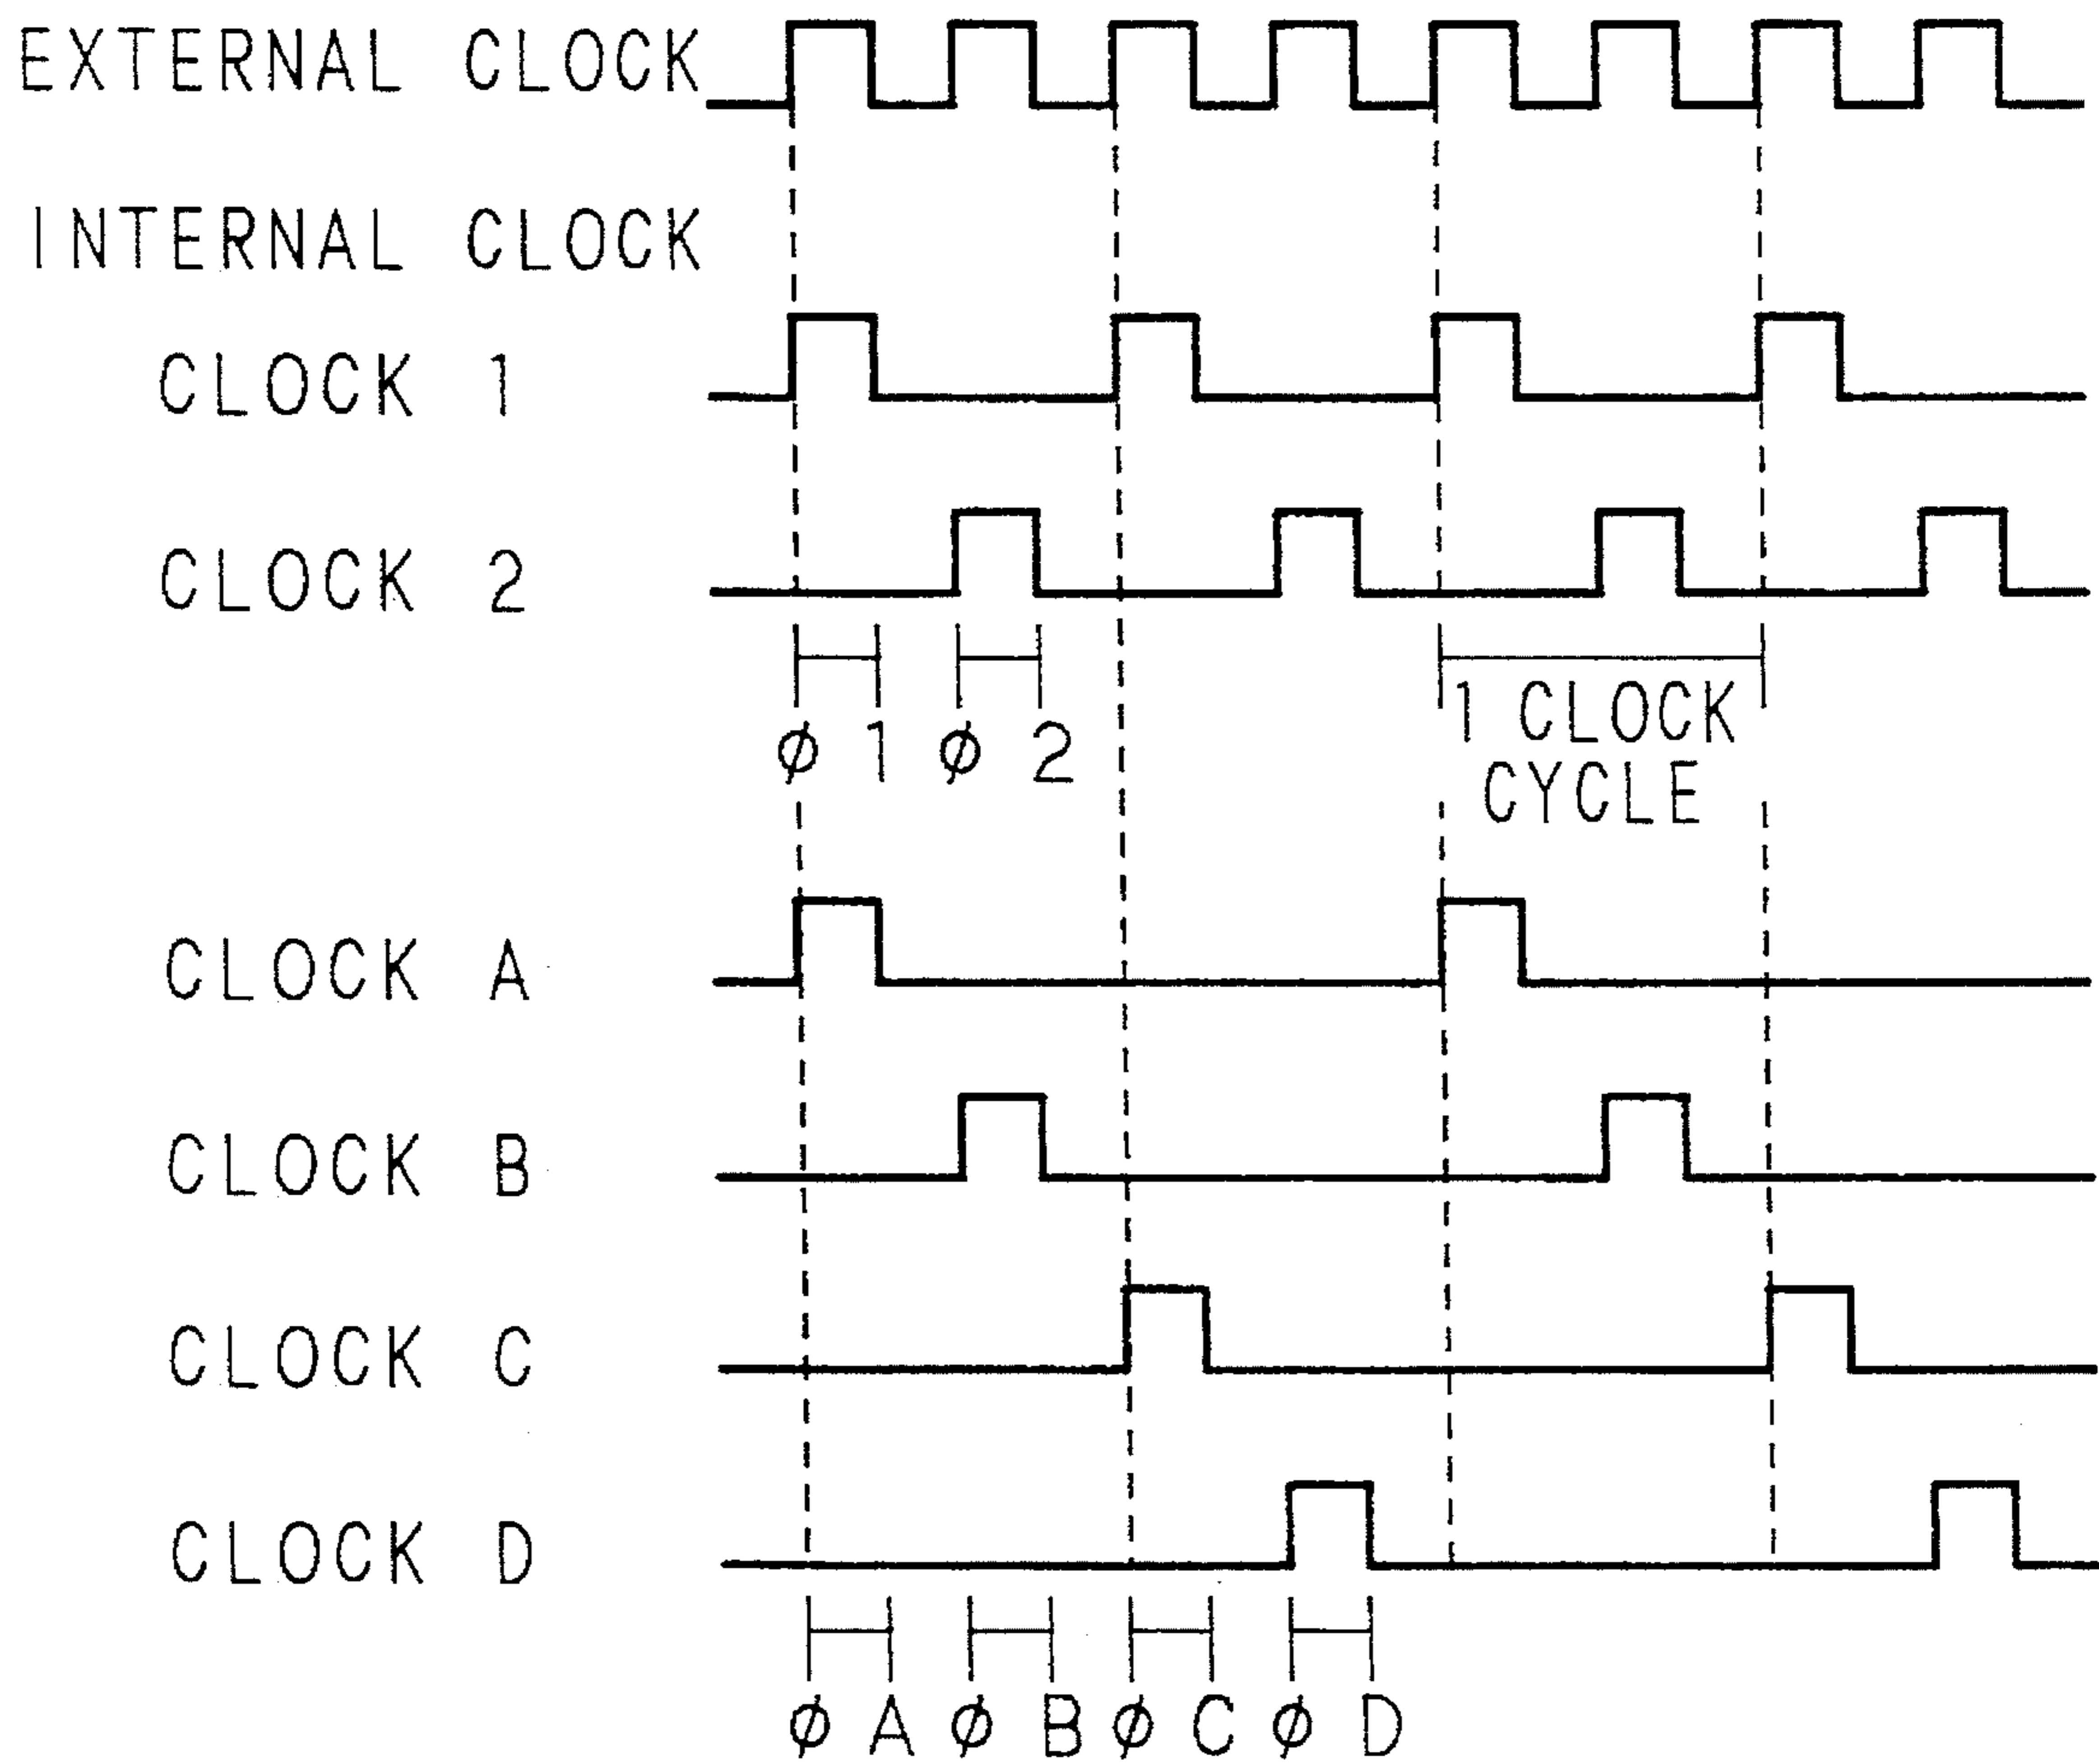 EXTERNAL CLOCK
INTERNAL CLOCK
CLOCK 1
CLOCK 2
ø 1 ø 2
1 CLOCK
CYCLE
CLOCK A
CLOCK B
CLOCK C
CLOCK D
ø A ø B ø C ø D